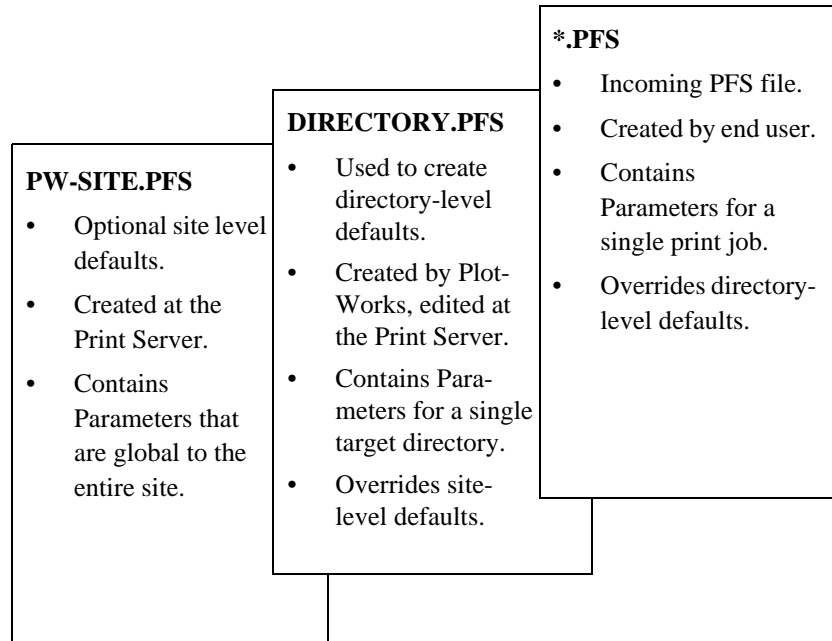 PW-SITE.PFS
• Optional site level
defaults.
• Created at the
Print Server.
• Contains
Parameters that
are global to the
entire site.
DIRECTORY.PFS
• Used to create
directory-level
defaults.
• Created by Plot-
Works, edited at
the Print Server.
• Contains Para-
meters for a single
target directory.
• Overrides site-
level defaults.
*.PFS
• Incoming PFS file.
• Created by end user.
• Contains
Parameters for a
single print job.
• Overrides directory-
level defaults.